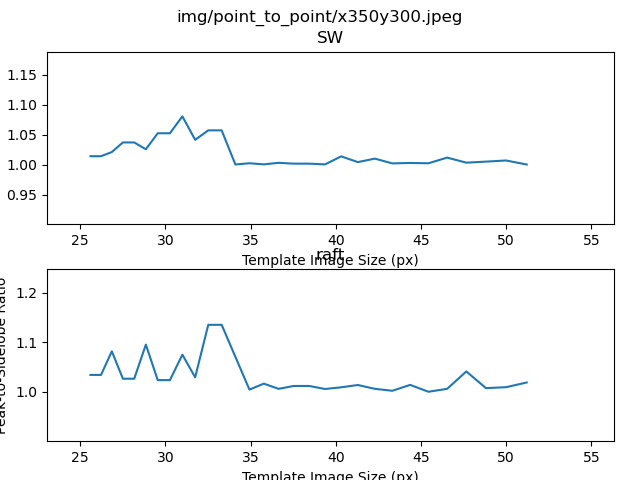 img/point_to_point/x350y300.jpeg
SW
1.15
1.10
1.05
1.00
0.95
25 30 35 40 45 50 55
Template Image Size (px)
raft
Peak-to-Sidelobe Ratio
1.2
1.1
1.0
25 30 35 40 45 50 55
Template Image Size (px)